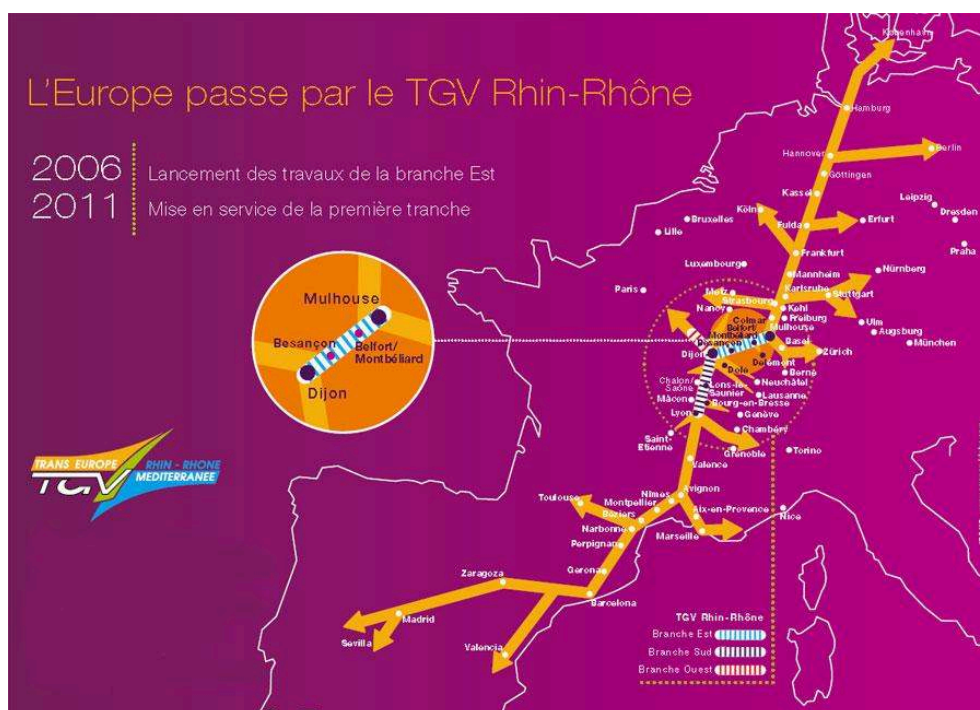 L'Europe passe par le TGV Rhin-Rhône
2006
Lancement des travaux de la branche Est
2011
Mise en service de la première tranche
Mulhouse
Besançon
Belfort/
Montbéliard
Dijon
TRANS EUROPE
TGV
RHIN - RHONE
MEDITERRANEE
København
Hamburg
Hannover
Berlin
Göttingen
Kassel
Leipzig
Köln
Dresden
Bruxelles
Fulda
Erfurt
Lille
Praha
Frankfurt
Luxembourg
Mannheim
Nürnberg
Paris
Metz
Karlsruhe
Stuttgart
Strasbourg
Nancy
Kehl
Colmar
Freiburg
Ulm
Belfort/
Montbéliard
Mulhouse
Augsburg
Besançon
Basel
München
Dijon
Zürich
Delémont
Dole
Berne
Chalon/
Saône
Lons-le-
Saunier
Neuchâtel
Mâcon
Lausanne
Bourg-en-Bresse
Lyon
Genève
Chambéry
Saint-
Etienne
Grenoble
Torino
Valence
Avignon
Nîmes
Toulouse
Montpellier
Aix-en-Provence
Béziers
Nice
Narbonne
Marseille
Perpignan
Gerona
Zaragoza
Barcelona
Madrid
Sevilla
Valencia
TGV Rhin-Rhône
Branche Est
Branche Sud
Branche Ouest